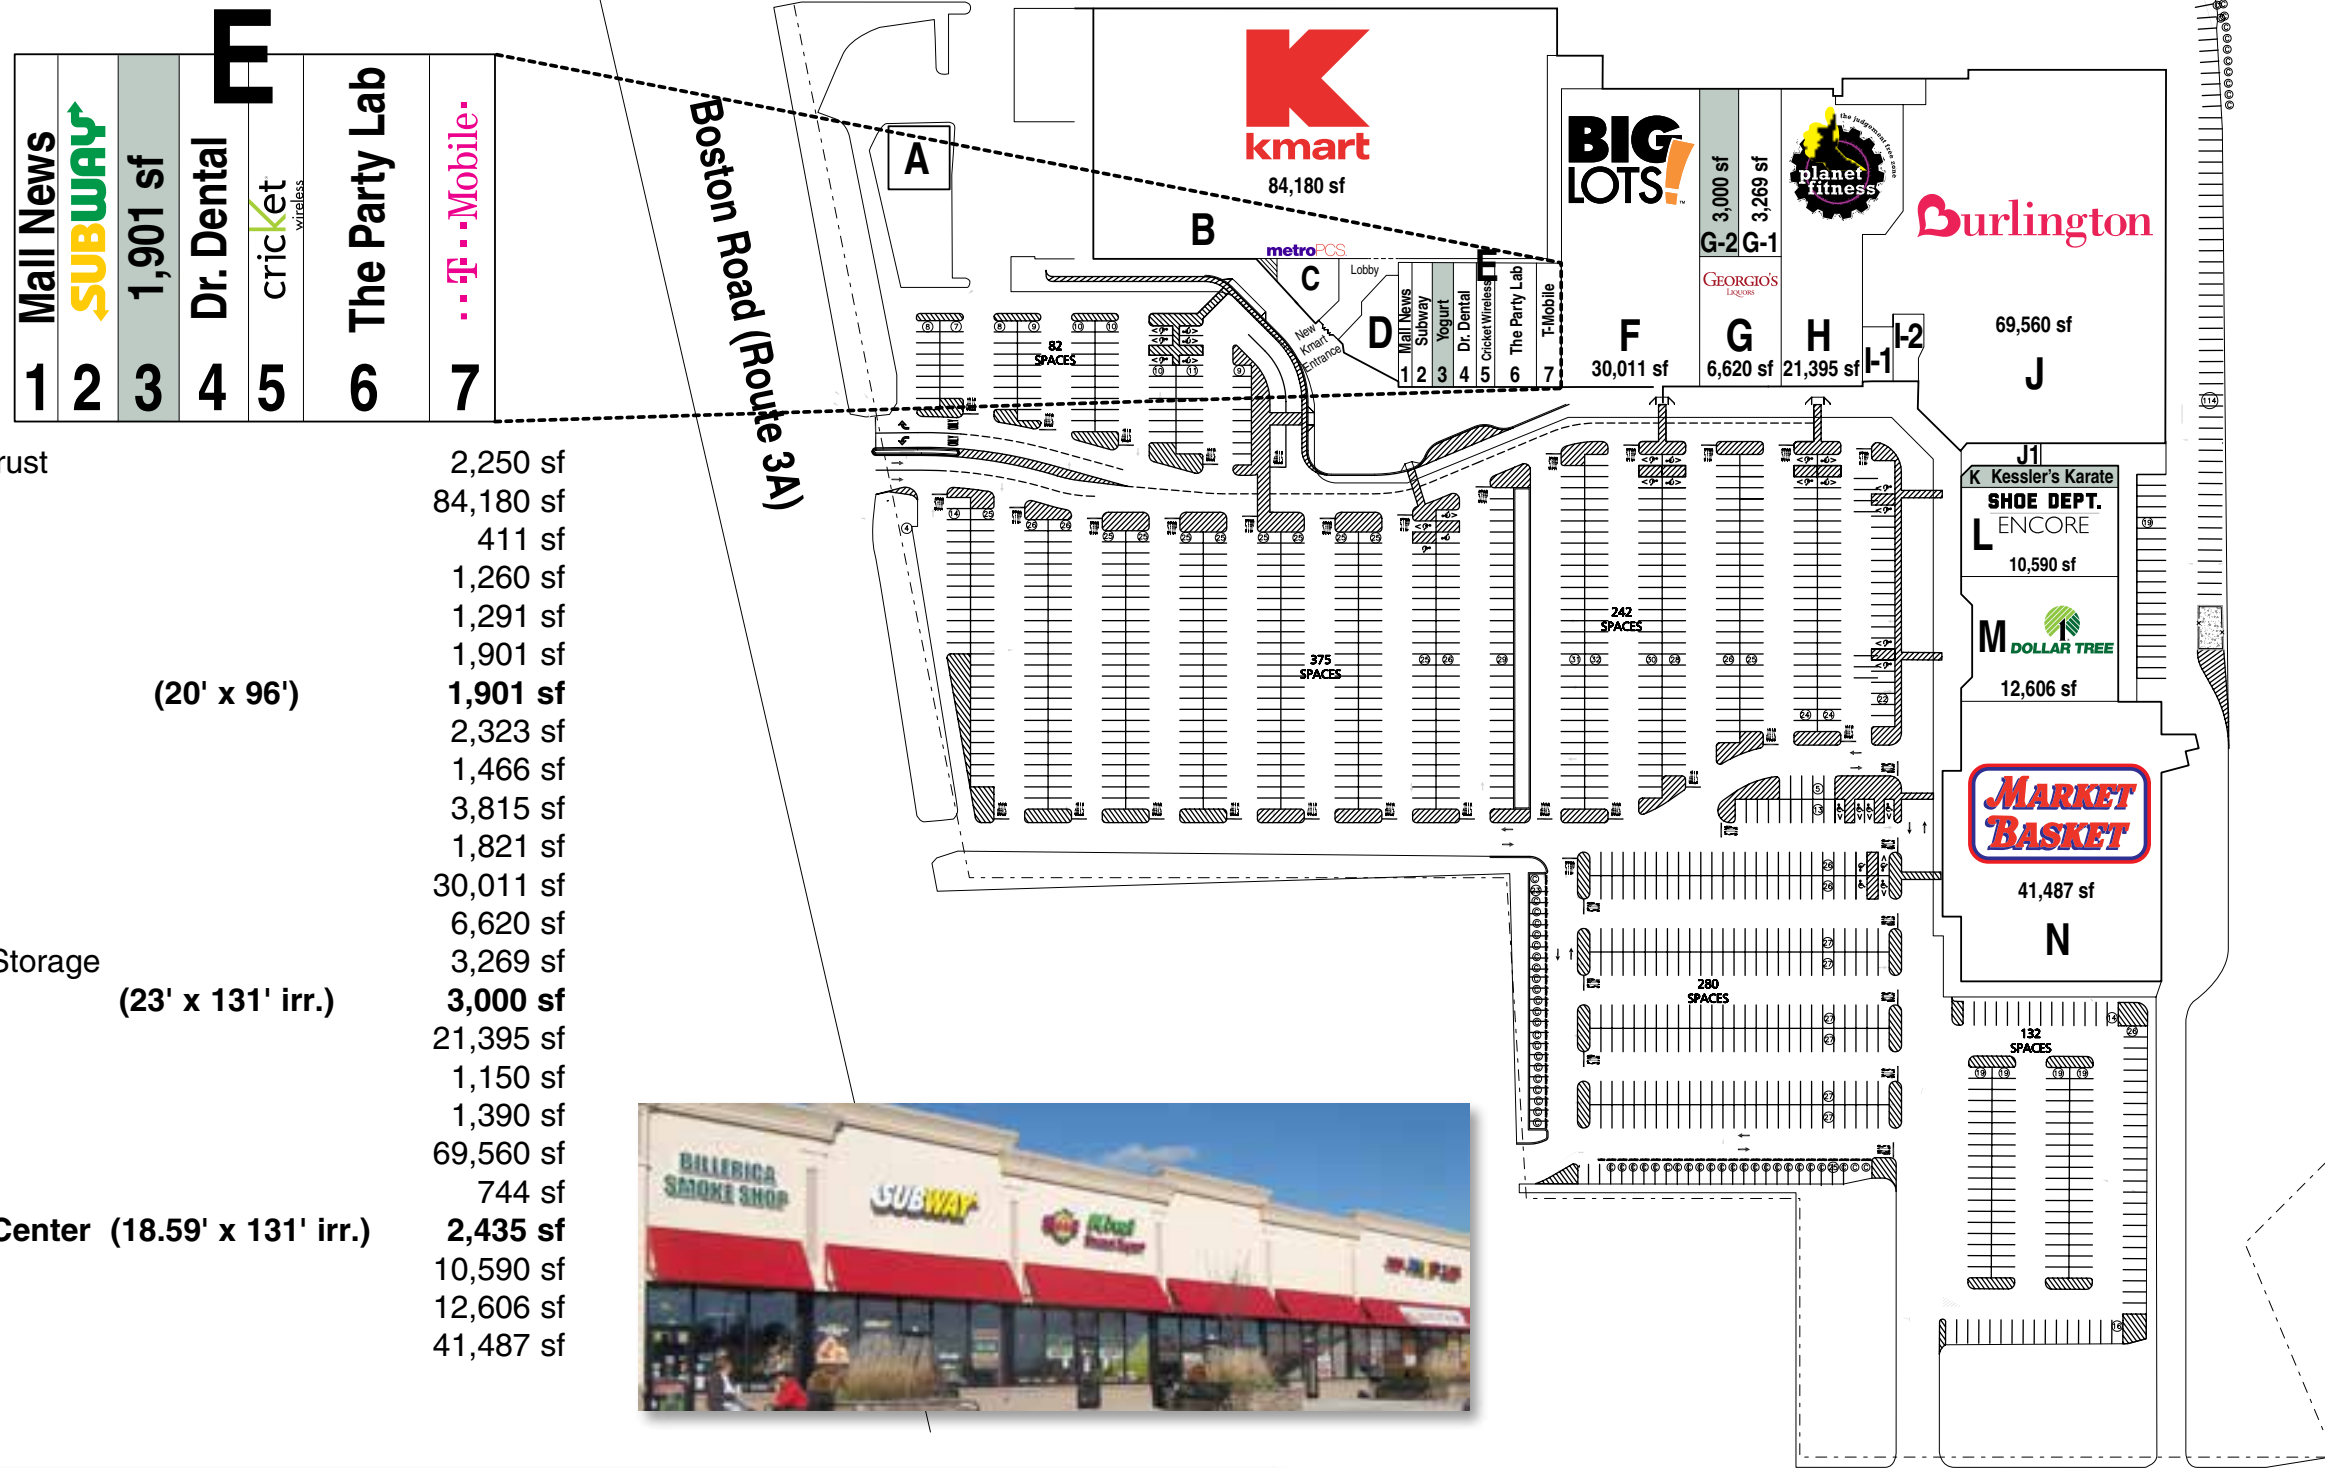 E
1 Mall News
2 SUBWAY
3 1,901 sf
4 Dr. Dental
5 cricket wireless
6 The Party Lab
7 T Mobile
rust 2,250 sf
84,180 sf
411 sf
1,260 sf
1,291 sf
1,901 sf
(20' x 96') 1,901 sf
2,323 sf
1,466 sf
3,815 sf
1,821 sf
30,011 sf
6,620 sf
Storage 3,269 sf
(23' x 131' irr.) 3,000 sf
21,395 sf
1,150 sf
1,390 sf
69,560 sf
744 sf
Center (18.59' x 131' irr.) 2,435 sf
10,590 sf
12,606 sf
41,487 sf
Boston Road (Route 3A)
A
K
kmart
84,180 sf
B
metroPCS.
C
Lobby
New
Kmart
Entrance
D
E
1 Mall News
2 Subway
3 Yogurt
4 Dr. Dental
5 Cricket Wireless
6 The Party Lab
7 T-Mobile
BIG
LOTS!
F
30,011 sf
3,000 sf
G-2
3,269 sf
G-1
GEORGIO'S
LIQUORS
G
6,620 sf
the judgement free zone
planet
fitness
H
21,395 sf
I-1
I-2
Burlington
69,560 sf
J
J1
K Kessler's Karate
SHOE DEPT.
ENCORE
L
10,590 sf
M
DOLLAR TREE
12,606 sf
MARKET
BASKET
41,487 sf
N
82
SPACES
375
SPACES
242
SPACES
280
SPACES
132
SPACES
114
BILLERICA
SMOKE SHOP
SUBWAY